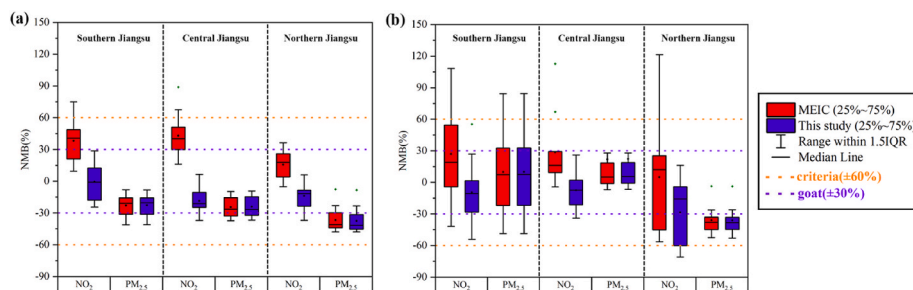 (a)
Southern Jiangsu Central Jiangsu Northern Jiangsu
NMB(%)
150
120
90
60
30
0
-30
-60
-90
NO2 PM2.5 NO2 PM2.5 NO2 PM2.5
(b)
Southern Jiangsu Central Jiangsu Northern Jiangsu
NMB(%)
150
120
90
60
30
0
-30
-60
-90
NO2 PM2.5 NO2 PM2.5 NO2 PM2.5
MEIC (25%~75%)
This study (25%~75%)
Range within 1.5IQR
Median Line
criteria(±60%)
goat(±30%)